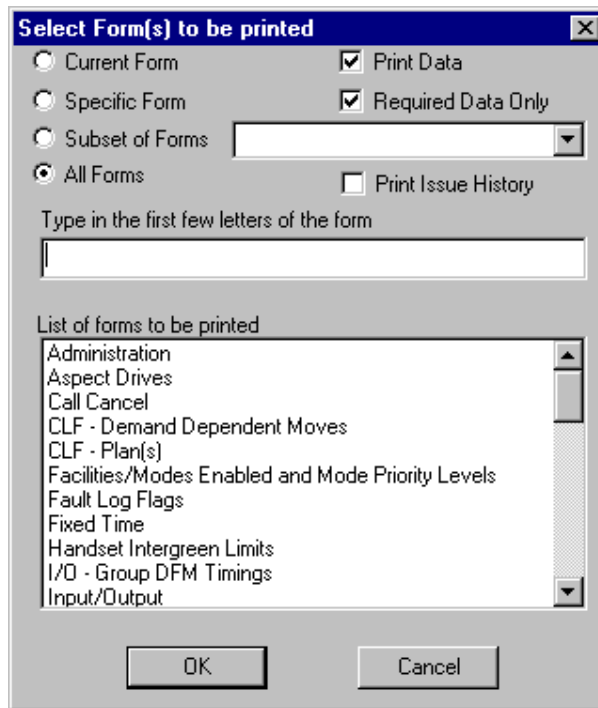 Select Form(s) to be printed
Current Form
Print Data
Specific Form
Required Data Only
Subset of Forms
All Forms
Print Issue History
Type in the first few letters of the form
List of forms to be printed
Administration
Aspect Drives
Call Cancel
CLF - Demand Dependent Moves
CLF - Plan(s)
Facilities/Modes Enabled and Mode Priority Levels
Fault Log Flags
Fixed Time
Handset Intergreen Limits
I/O - Group DFM Timings
Input/Output
OK
Cancel